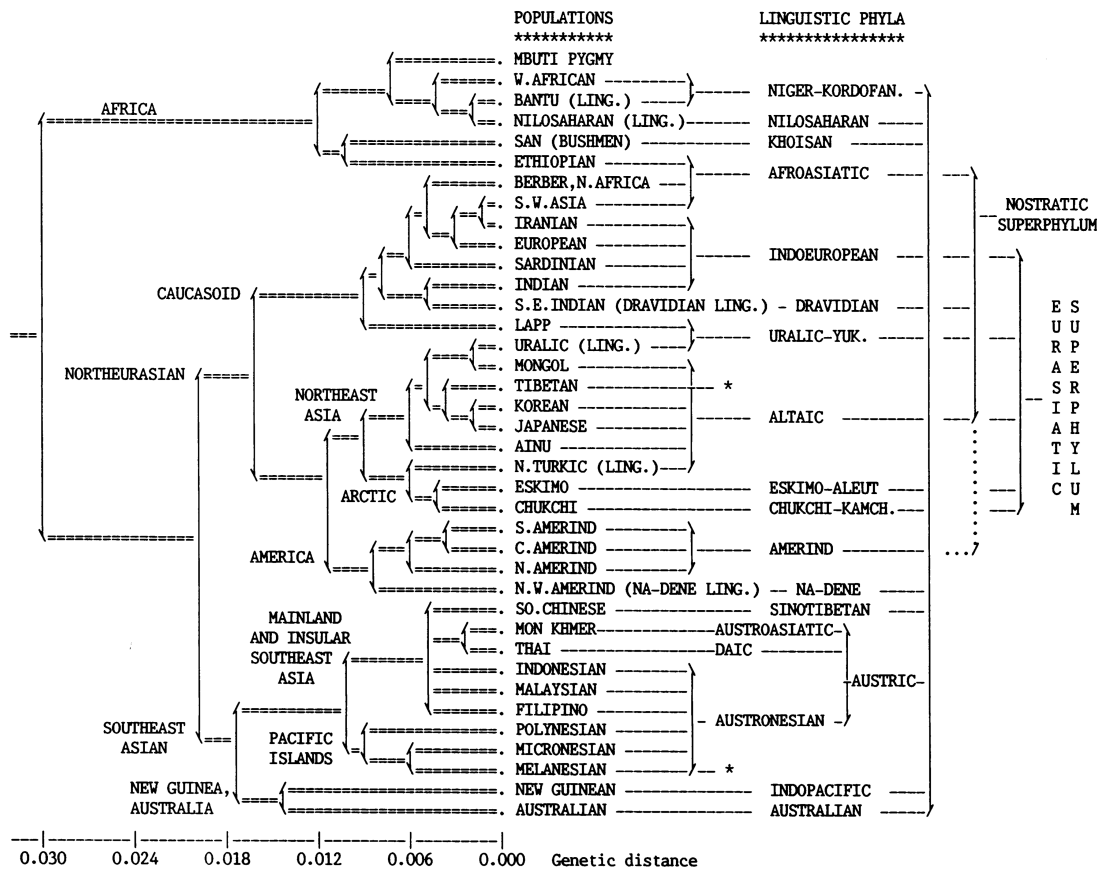 POPULATIONS LINGUISTIC PHYLA
*********** ****************
MBUTI PYGMY
W.AFRICAN
AFRICA BANTU (LING.) NIGER-KORDOFAN.
NILOSAHARAN (LING.) NILOSAHARAN
SAN (BUSHMEN) KHOISAN
ETHIOPIAN
BERBER,N.AFRICA AFROASIATIC
S.W.ASIA NOSTRATIC
IRANIAN SUPERPHYLUM
EUROPEAN INDOEUROPEAN
SARDINIAN
INDIAN
CAUCASOID S.E.INDIAN (DRAVIDIAN LING.) - DRAVIDIAN
LAPP
URALIC (LING.) URALIC-YUK.
MONGOL
NORTHEURASIAN TIBETAN *
NORTHEAST KOREAN
ASIA JAPANESE ALTAIC
AINU
N.TURKIC (LING.)
ARCTIC ESKIMO ESKIMO-ALEUT
CHUKCHI CHUKCHI-KAMCH.
EURASIATIC
SUPERPHYLUM
S.AMERIND
AMERICA C.AMERIND AMERIND
N.AMERIND
N.W.AMERIND (NA-DENE LING.) -- NA-DENE
SO.CHINESE SINOTIBETAN
MAINLAND MON KHMER AUSTROASIATIC
AND INSULAR THAI DAIC
SOUTHEAST INDONESIAN
ASIA MALAYSIAN AUSTRIC
FILIPINO AUSTRONESIAN
SOUTHEAST POLYNESIAN
ASIAN PACIFIC MICRONESIAN
ISLANDS MELANESIAN *
NEW GUINEA, NEW GUINEAN INDOPACIFIC
AUSTRALIA AUSTRALIAN AUSTRALIAN
0.030 0.024 0.018 0.012 0.006 0.000 Genetic distance